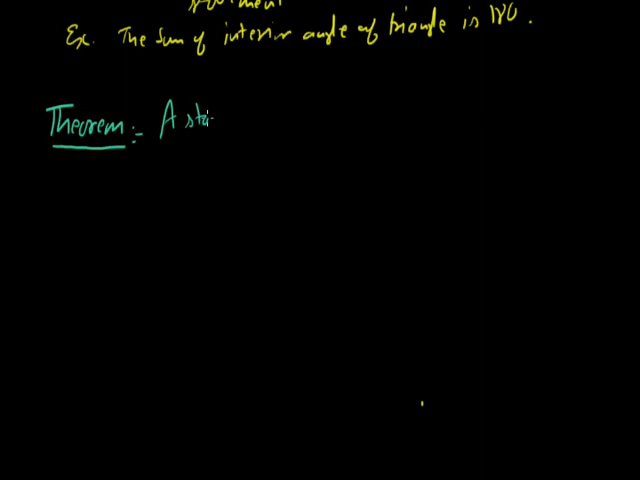 Ex. The sum of interior angle of triangle is 180.
Theorem :- A sta